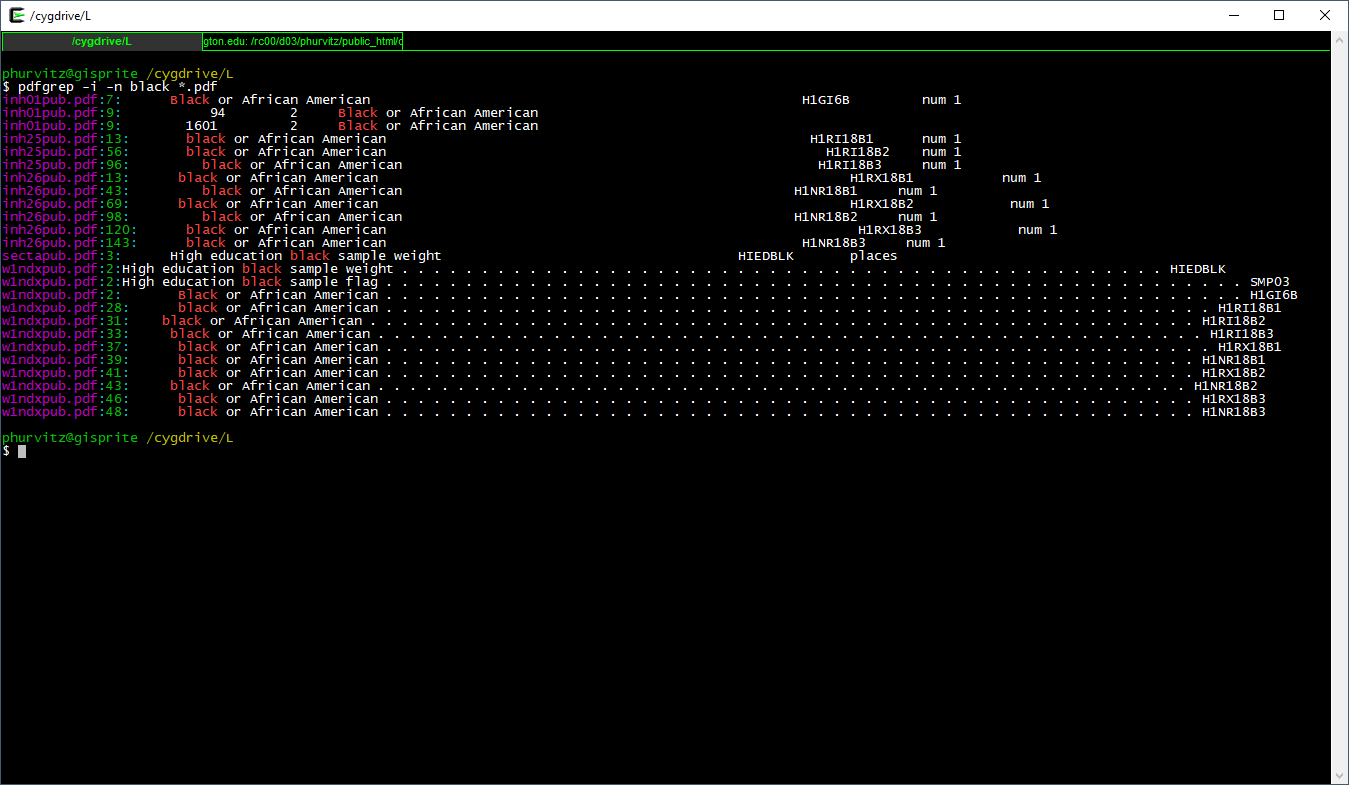 /cygdrive/L
/cygdrive/L gton.edu: /rc00/d03/phurvitz/public_html/c
phurvitz@gisprite /cygdrive/L
$ pdfgrep -i -n black *.pdf
inh01pub.pdf:7: Black or African American H1GI6B num 1
inh01pub.pdf:9: 94 2 Black or African American
inh01pub.pdf:9: 1601 2 Black or African American
inh25pub.pdf:13: black or African American H1RI18B1 num 1
inh25pub.pdf:56: black or African American H1RI18B2 num 1
inh25pub.pdf:96: black or African American H1RI18B3 num 1
inh26pub.pdf:13: black or African American H1RX18B1 num 1
inh26pub.pdf:43: black or African American H1NR18B1 num 1
inh26pub.pdf:69: black or African American H1RX18B2 num 1
inh26pub.pdf:98: black or African American H1NR18B2 num 1
inh26pub.pdf:120: black or African American H1RX18B3 num 1
inh26pub.pdf:143: black or African American H1NR18B3 num 1
sectapub.pdf:3: High education black sample weight HIEDBLK places
w1ndxpub.pdf:2:High education black sample weight . . . . . . . . . . . . . . . . . . . . . . . . . . . . . . . . . . . . . . . . . . . . . . . . HIEDBLK
w1ndxpub.pdf:2:High education black sample flag . . . . . . . . . . . . . . . . . . . . . . . . . . . . . . . . . . . . . . . . . . . . . . . . . . . . . . SMP03
w1ndxpub.pdf:2: Black or African American . . . . . . . . . . . . . . . . . . . . . . . . . . . . . . . . . . . . . . . . . . . . . . . . . . . . . . H1GI6B
w1ndxpub.pdf:28: black or African American . . . . . . . . . . . . . . . . . . . . . . . . . . . . . . . . . . . . . . . . . . . . . . . . . . . . H1RI18B1
w1ndxpub.pdf:31: black or African American . . . . . . . . . . . . . . . . . . . . . . . . . . . . . . . . . . . . . . . . . . . . . . . . . . . . H1RI18B2
w1ndxpub.pdf:33: black or African American . . . . . . . . . . . . . . . . . . . . . . . . . . . . . . . . . . . . . . . . . . . . . . . . . . . . H1RI18B3
w1ndxpub.pdf:37: black or African American . . . . . . . . . . . . . . . . . . . . . . . . . . . . . . . . . . . . . . . . . . . . . . . . . . . . H1RX18B1
w1ndxpub.pdf:39: black or African American . . . . . . . . . . . . . . . . . . . . . . . . . . . . . . . . . . . . . . . . . . . . . . . . . . . H1NR18B1
w1ndxpub.pdf:41: black or African American . . . . . . . . . . . . . . . . . . . . . . . . . . . . . . . . . . . . . . . . . . . . . . . . . . . H1RX18B2
w1ndxpub.pdf:43: black or African American . . . . . . . . . . . . . . . . . . . . . . . . . . . . . . . . . . . . . . . . . . . . . . . . . . . H1NR18B2
w1ndxpub.pdf:46: black or African American . . . . . . . . . . . . . . . . . . . . . . . . . . . . . . . . . . . . . . . . . . . . . . . . . . . H1RX18B3
w1ndxpub.pdf:48: black or African American . . . . . . . . . . . . . . . . . . . . . . . . . . . . . . . . . . . . . . . . . . . . . . . . . . . H1NR18B3
phurvitz@gisprite /cygdrive/L
$